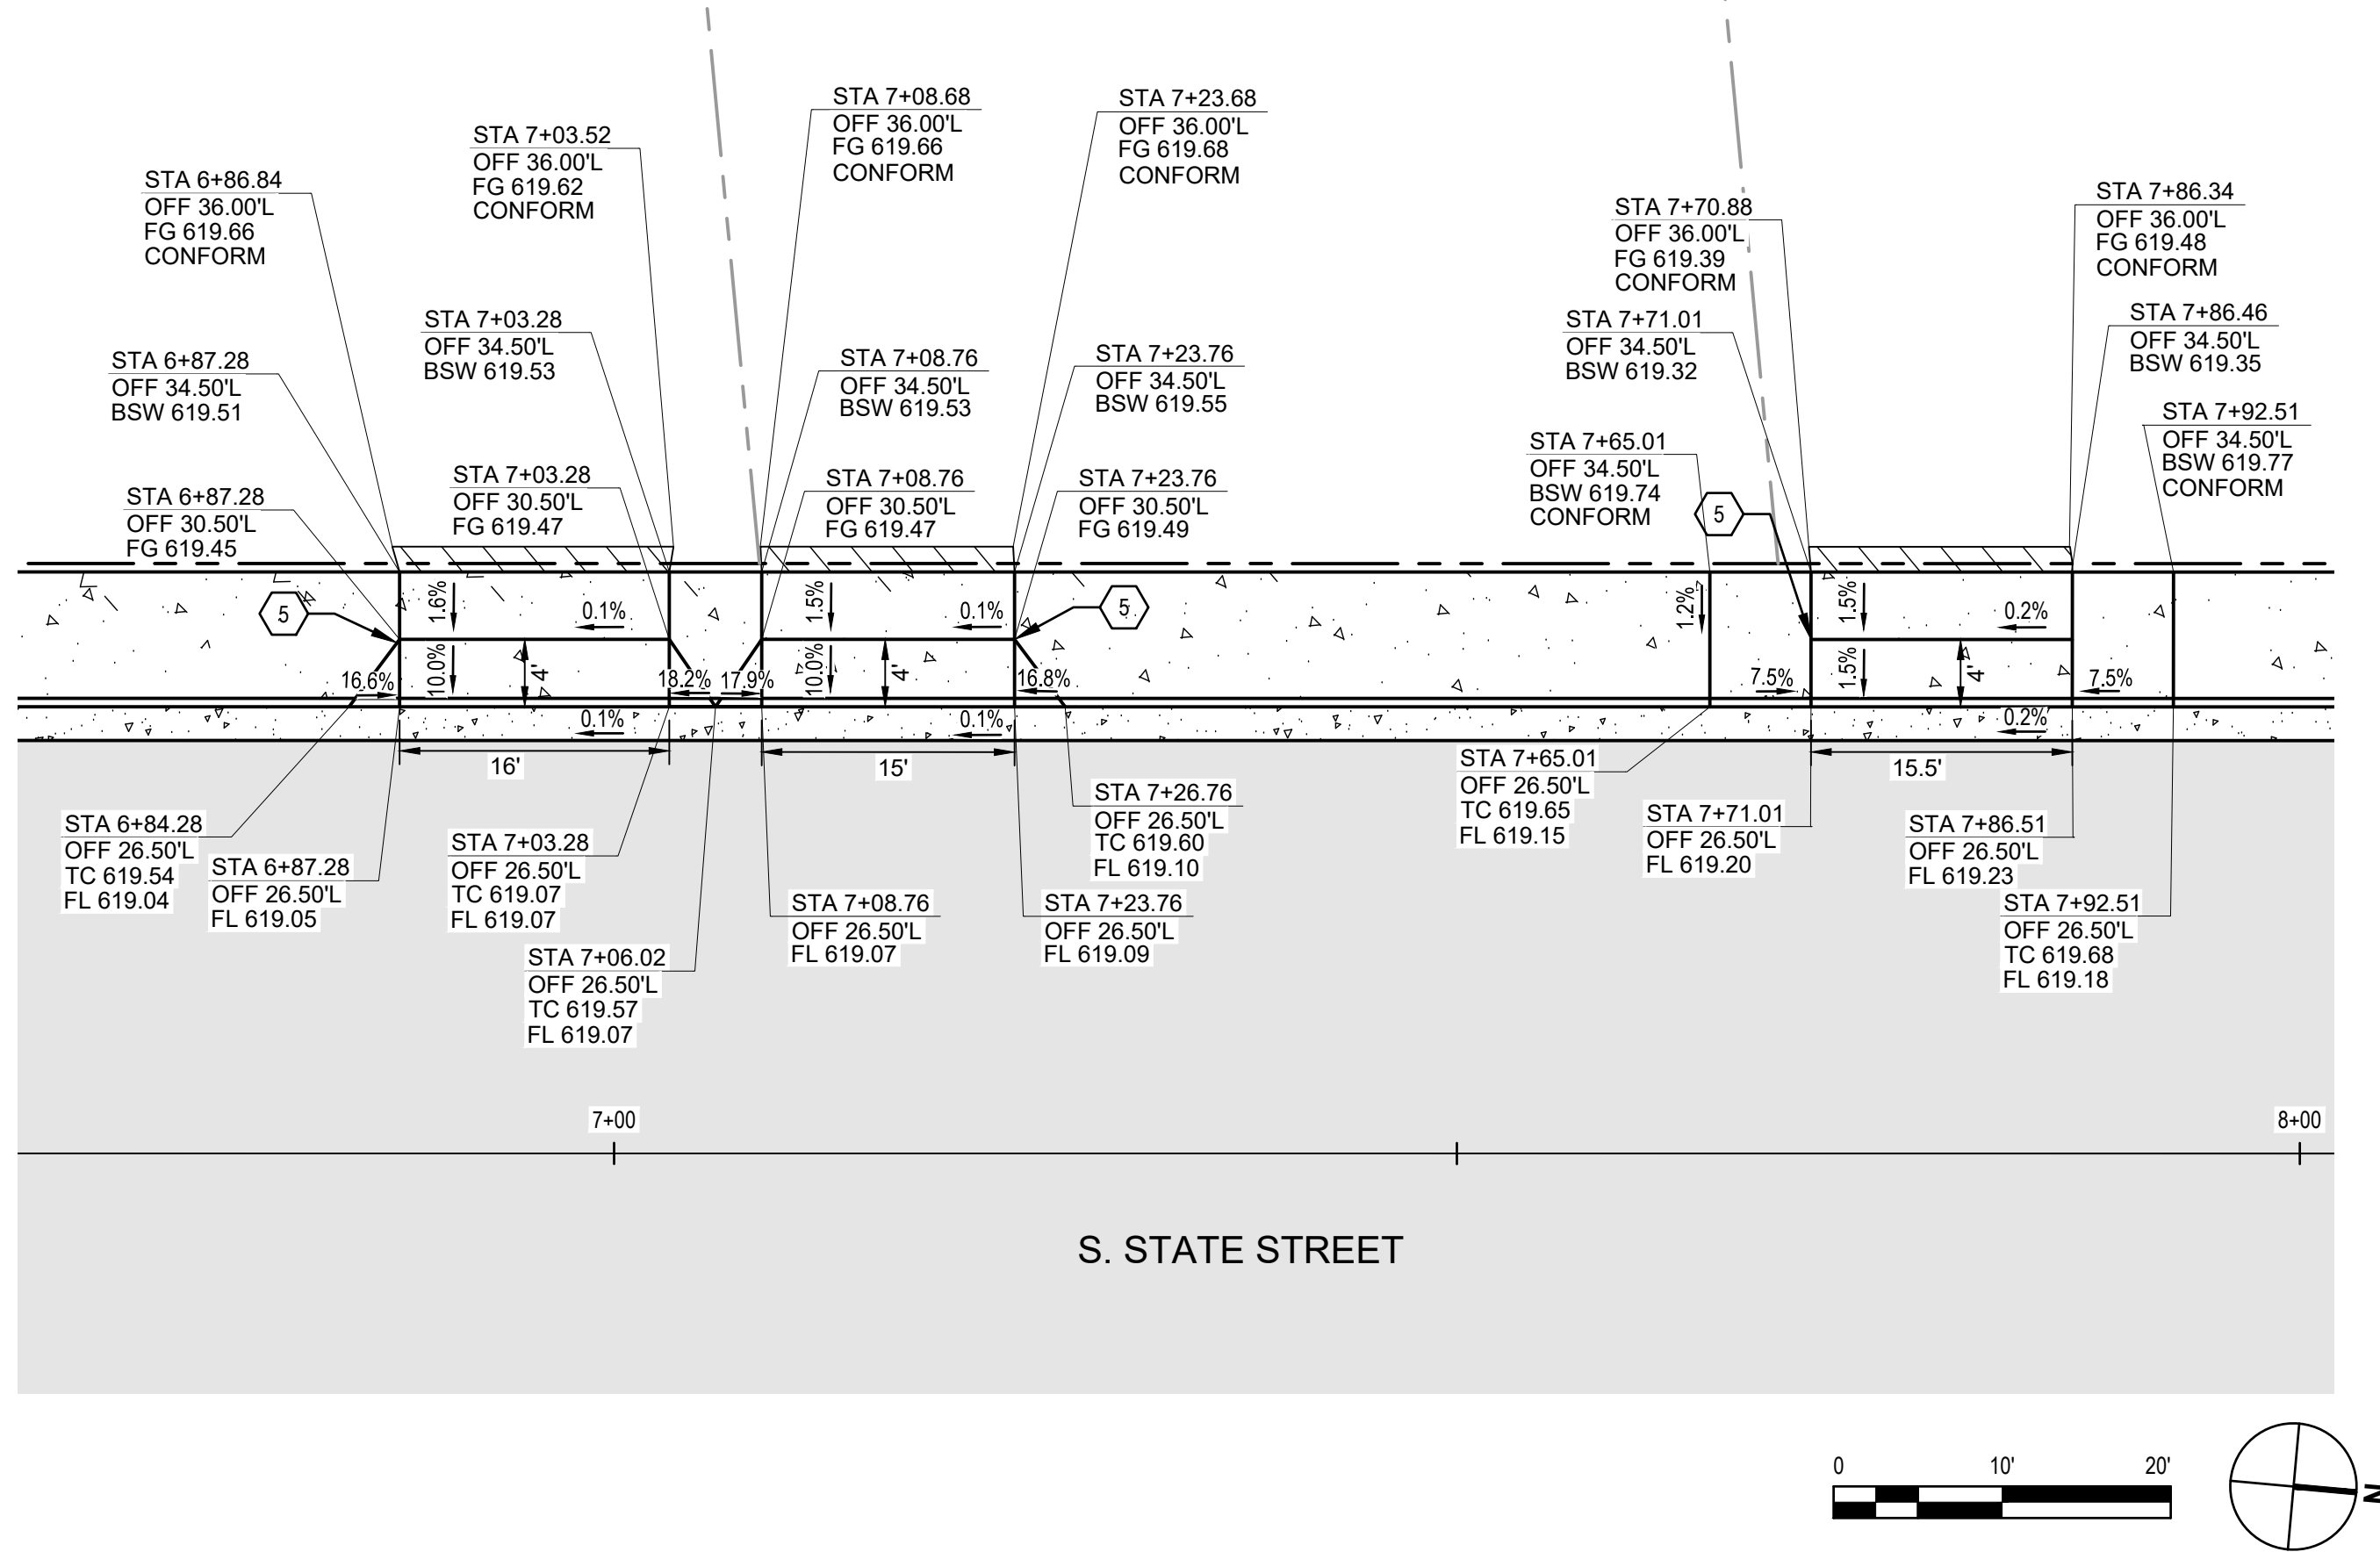 STA 7+08.68
OFF 36.00'L
FG 619.66
CONFORM
STA 7+23.68
OFF 36.00'L
FG 619.68
CONFORM
STA 7+03.52
OFF 36.00'L
FG 619.62
CONFORM
STA 6+86.84
OFF 36.00'L
FG 619.66
CONFORM
STA 7+70.88
OFF 36.00'L
FG 619.39
CONFORM
STA 7+86.34
OFF 36.00'L
FG 619.48
CONFORM
STA 7+03.28
OFF 34.50'L
BSW 619.53
STA 6+87.28
OFF 34.50'L
BSW 619.51
STA 7+08.76
OFF 34.50'L
BSW 619.53
STA 7+23.76
OFF 34.50'L
BSW 619.55
STA 7+71.01
OFF 34.50'L
BSW 619.32
STA 7+86.46
OFF 34.50'L
BSW 619.35
STA 7+92.51
OFF 34.50'L
BSW 619.77
CONFORM
STA 7+65.01
OFF 34.50'L
BSW 619.74
CONFORM
STA 6+87.28
OFF 30.50'L
FG 619.45
STA 7+03.28
OFF 30.50'L
FG 619.47
STA 7+08.76
OFF 30.50'L
FG 619.47
STA 7+23.76
OFF 30.50'L
FG 619.49
5
5
5
1.6%
0.1%
1.5%
0.1%
1.2%
1.5%
0.2%
16.6%
10.0%
4'
18.2%
17.9%
10.0%
4'
16.8%
7.5%
1.5%
4'
7.5%
0.1%
0.1%
0.2%
16'
15'
15.5'
STA 6+84.28
OFF 26.50'L
TC 619.54
FL 619.04
STA 6+87.28
OFF 26.50'L
FL 619.05
STA 7+03.28
OFF 26.50'L
TC 619.07
FL 619.07
STA 7+06.02
OFF 26.50'L
TC 619.57
FL 619.07
STA 7+08.76
OFF 26.50'L
FL 619.07
STA 7+26.76
OFF 26.50'L
TC 619.60
FL 619.10
STA 7+23.76
OFF 26.50'L
FL 619.09
STA 7+65.01
OFF 26.50'L
TC 619.65
FL 619.15
STA 7+71.01
OFF 26.50'L
FL 619.20
STA 7+86.51
OFF 26.50'L
FL 619.23
STA 7+92.51
OFF 26.50'L
TC 619.68
FL 619.18
7+00
8+00
S. STATE STREET
0
10'
20'
N